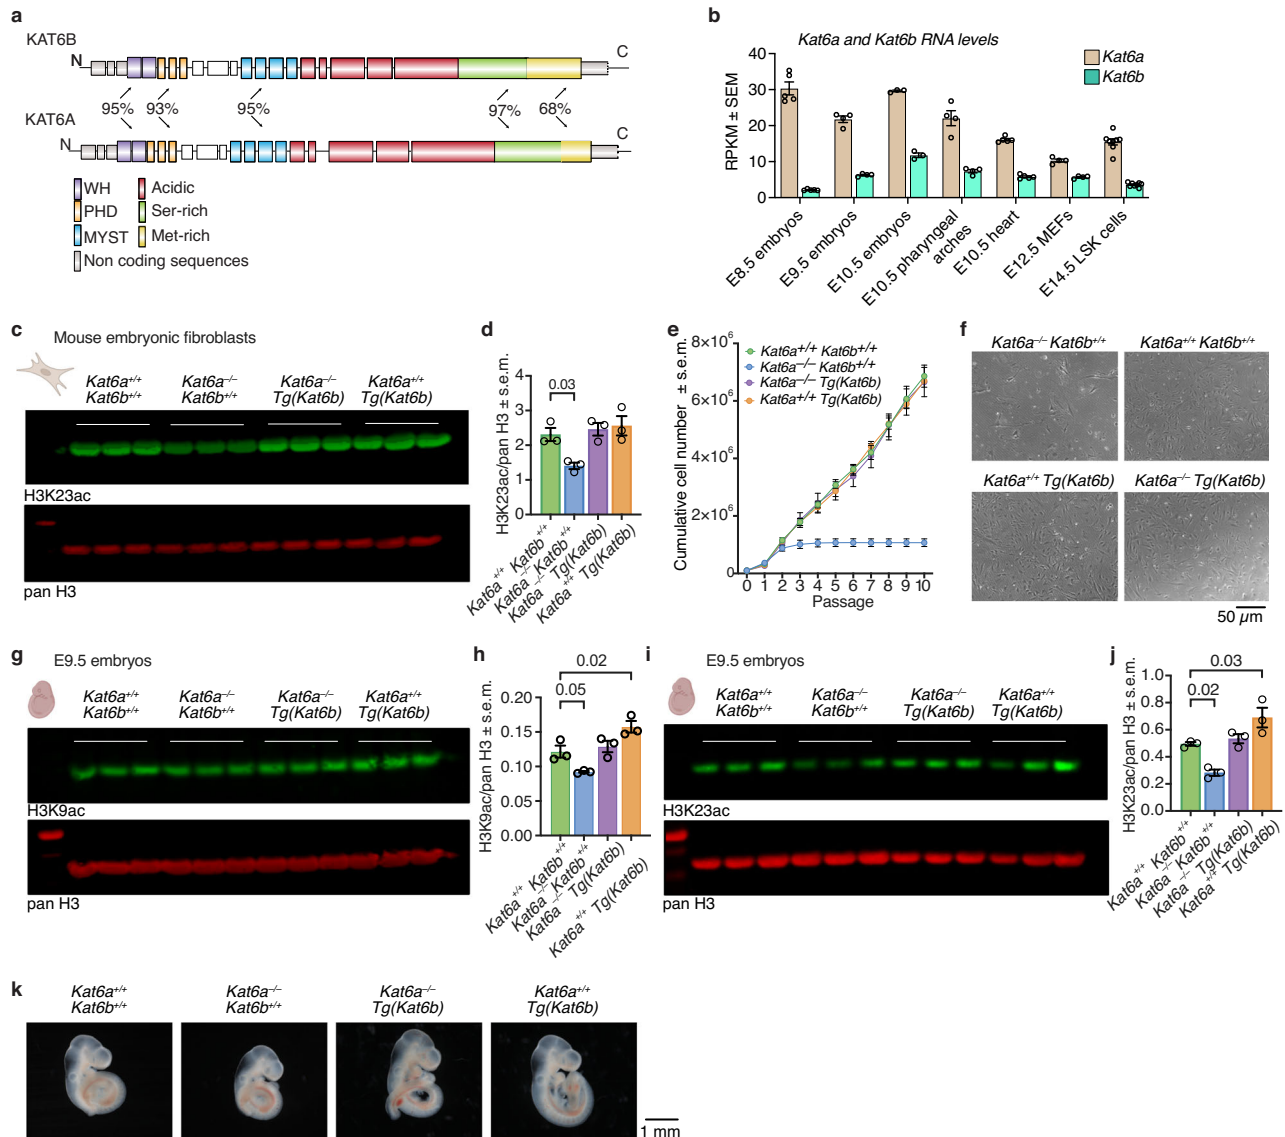 a
KAT6B
N
C
95%
93%
95%
97%
68%
KAT6A
N
C
WH
Acidic
PHD
Ser-rich
MYST
Met-rich
Non coding sequences
b
Kat6a and Kat6b RNA levels
Kat6a
Kat6b
RPKM ± SEM
40
30
20
10
0
E8.5 embryos
E9.5 embryos
E10.5 embryos
E10.5 pharyngeal
arches
E10.5 heart
E12.5 MEFs
E14.5 LSK cells
c
Mouse embryonic fibroblasts
Kat6a+/+ Kat6a–/– Kat6a–/– Kat6a+/+
Kat6b+/+ Kat6b+/+ Tg(Kat6b) Tg(Kat6b)
H3K23ac
pan H3
d
H3K23ac/pan H3 ± s.e.m.
4
3
2
1
0
0.03
Kat6a+/+ Kat6b+/+
Kat6a–/– Kat6b+/+
Kat6a–/– Tg(Kat6b)
Kat6a+/+ Tg(Kat6b)
e
Cumulative cell number ± s.e.m.
8×10⁶
6×10⁶
4×10⁶
2×10⁶
0
Kat6a+/+ Kat6b+/+
Kat6a–/– Kat6b+/+
Kat6a–/– Tg(Kat6b)
Kat6a+/+ Tg(Kat6b)
0 1 2 3 4 5 6 7 8 9 10
Passage
f
Kat6a–/– Kat6b+/+
Kat6a+/+ Kat6b+/+
Kat6a+/+ Tg(Kat6b)
Kat6a–/– Tg(Kat6b)
50 µm
g
E9.5 embryos
Kat6a+/+ Kat6a–/– Kat6a–/– Kat6a+/+
Kat6b+/+ Kat6b+/+ Tg(Kat6b) Tg(Kat6b)
H3K9ac
pan H3
h
H3K9ac/pan H3 ± s.e.m.
0.20
0.15
0.10
0.05
0.00
0.02
0.05
Kat6a+/+ Kat6b+/+
Kat6a–/– Kat6b+/+
Kat6a–/– Tg(Kat6b)
Kat6a+/+ Tg(Kat6b)
i
E9.5 embryos
Kat6a+/+ Kat6a–/– Kat6a–/– Kat6a+/+
Kat6b+/+ Kat6b+/+ Tg(Kat6b) Tg(Kat6b)
H3K23ac
pan H3
j
H3K23ac/pan H3 ± s.e.m.
1.0
0.8
0.6
0.4
0.2
0.0
0.03
0.02
Kat6a+/+ Kat6b+/+
Kat6a–/– Kat6b+/+
Kat6a–/– Tg(Kat6b)
Kat6a+/+ Tg(Kat6b)
k
Kat6a+/+ Kat6a–/– Kat6a–/– Kat6a+/+
Kat6b+/+ Kat6b+/+ Tg(Kat6b) Tg(Kat6b)
1 mm